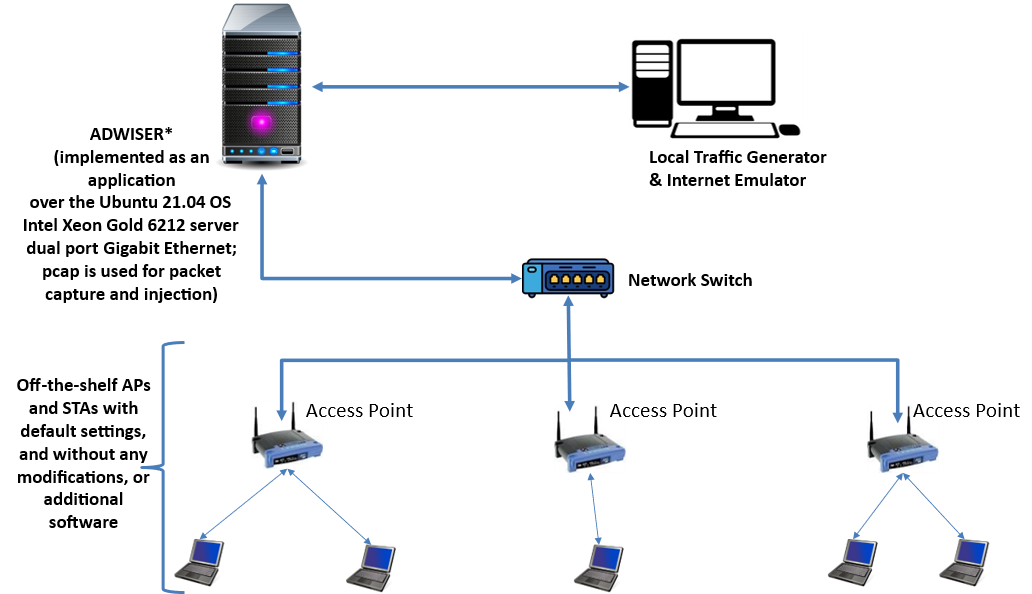 ADWISER*
(implemented as an
application
over the Ubuntu 21.04 OS
Intel Xeon Gold 6212 server
dual port Gigabit Ethernet;
pcap is used for packet
capture and injection)
Local Traffic Generator
& Internet Emulator
Network Switch
Off-the-shelf APs
and STAs with
default settings,
and without any
modifications, or
additional
software
Access Point
Access Point
Access Point